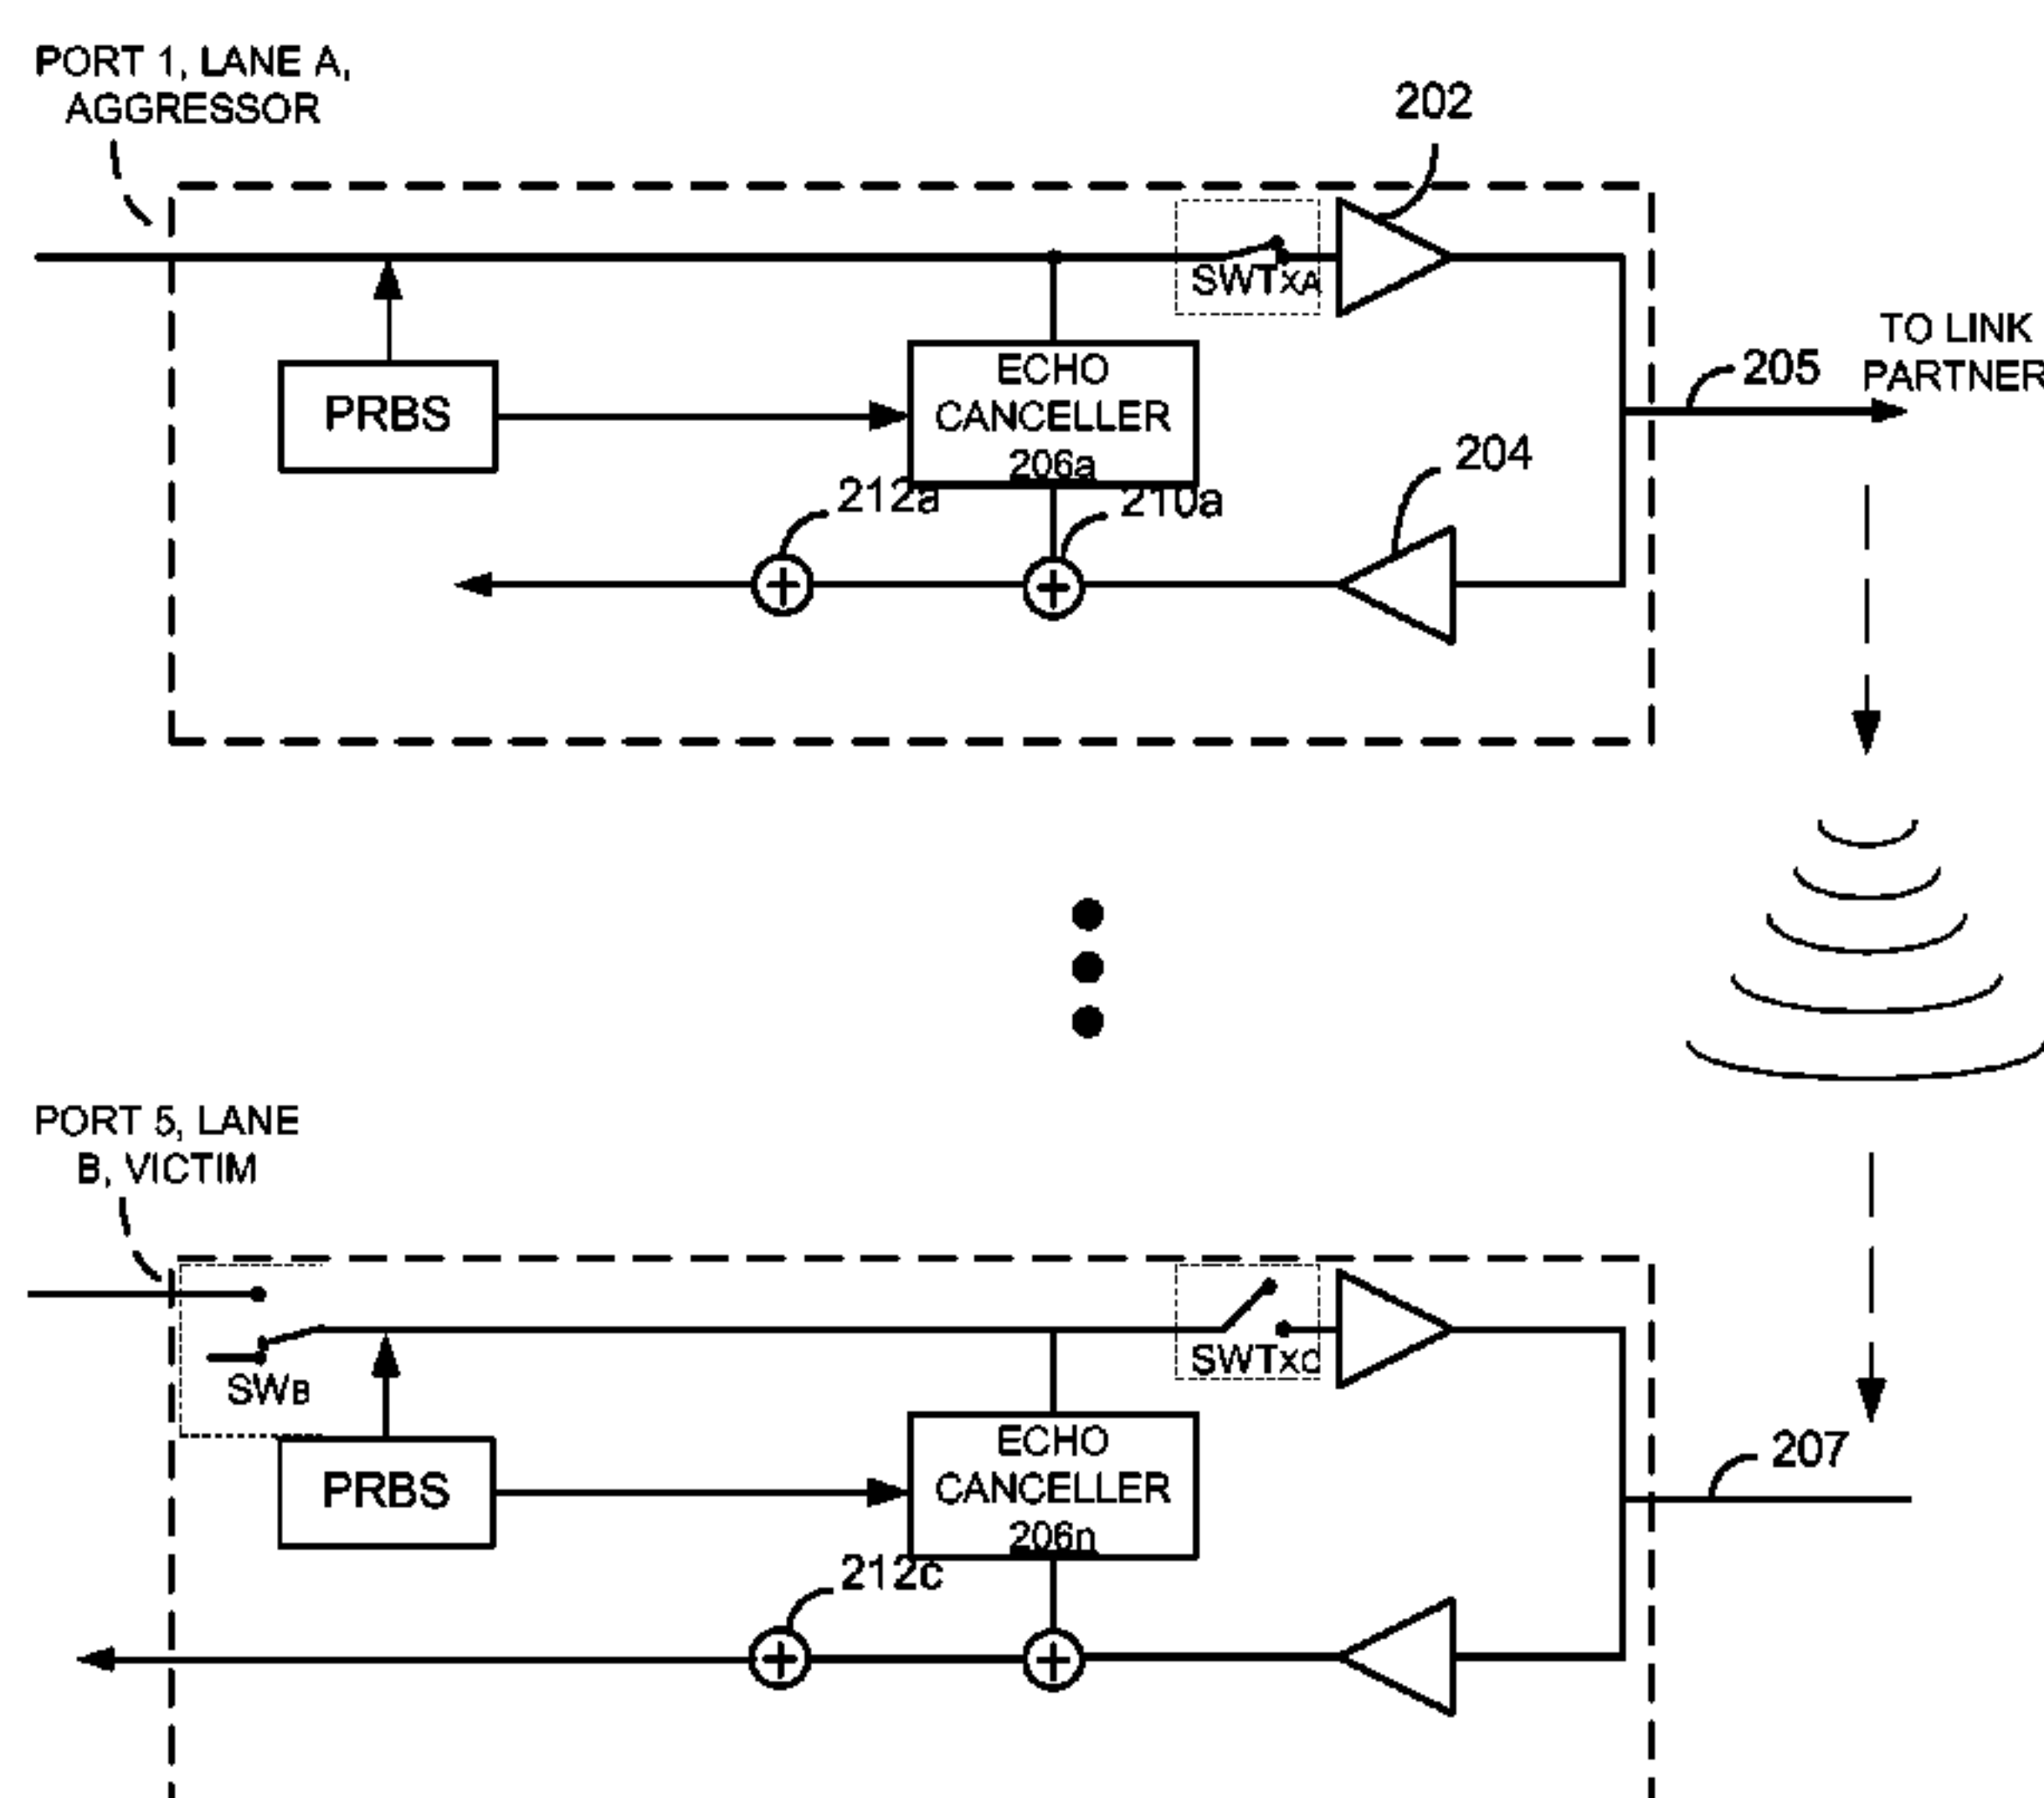 PORT 1, LANE A,
AGGRESSOR
202
SWTXA
TO LINK
PARTNER
205
ECHO
CANCELLER
206a
PRBS
204
212a
210a
PORT 5, LANE
B, VICTIM
SWTXC
SWB
207
ECHO
CANCELLER
206n
PRBS
212c